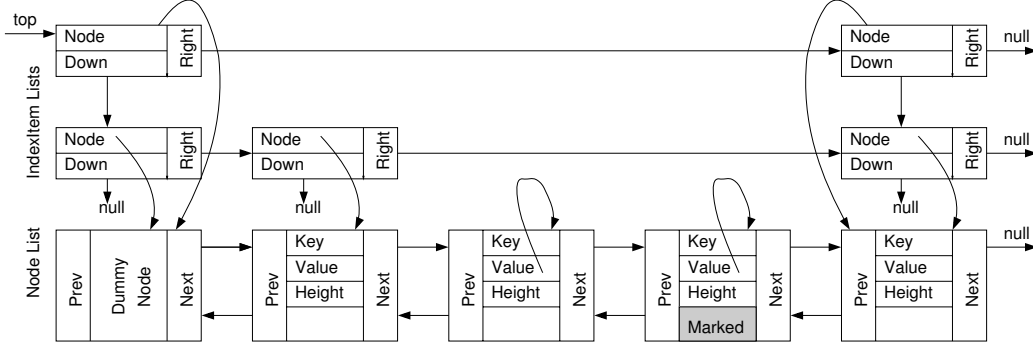 top
Node
Down
Right
Node
Down
Right
null
IndexItem Lists
Node
Down
Right
Node
Down
Right
Node
Down
Right
null
null
null
null
Node List
Prev
Dummy
Node
Next
Prev
Key
Value
Height
Next
Prev
Key
Value
Height
Next
Prev
Key
Value
Height
Marked
Next
Prev
Key
Value
Height
Next
null